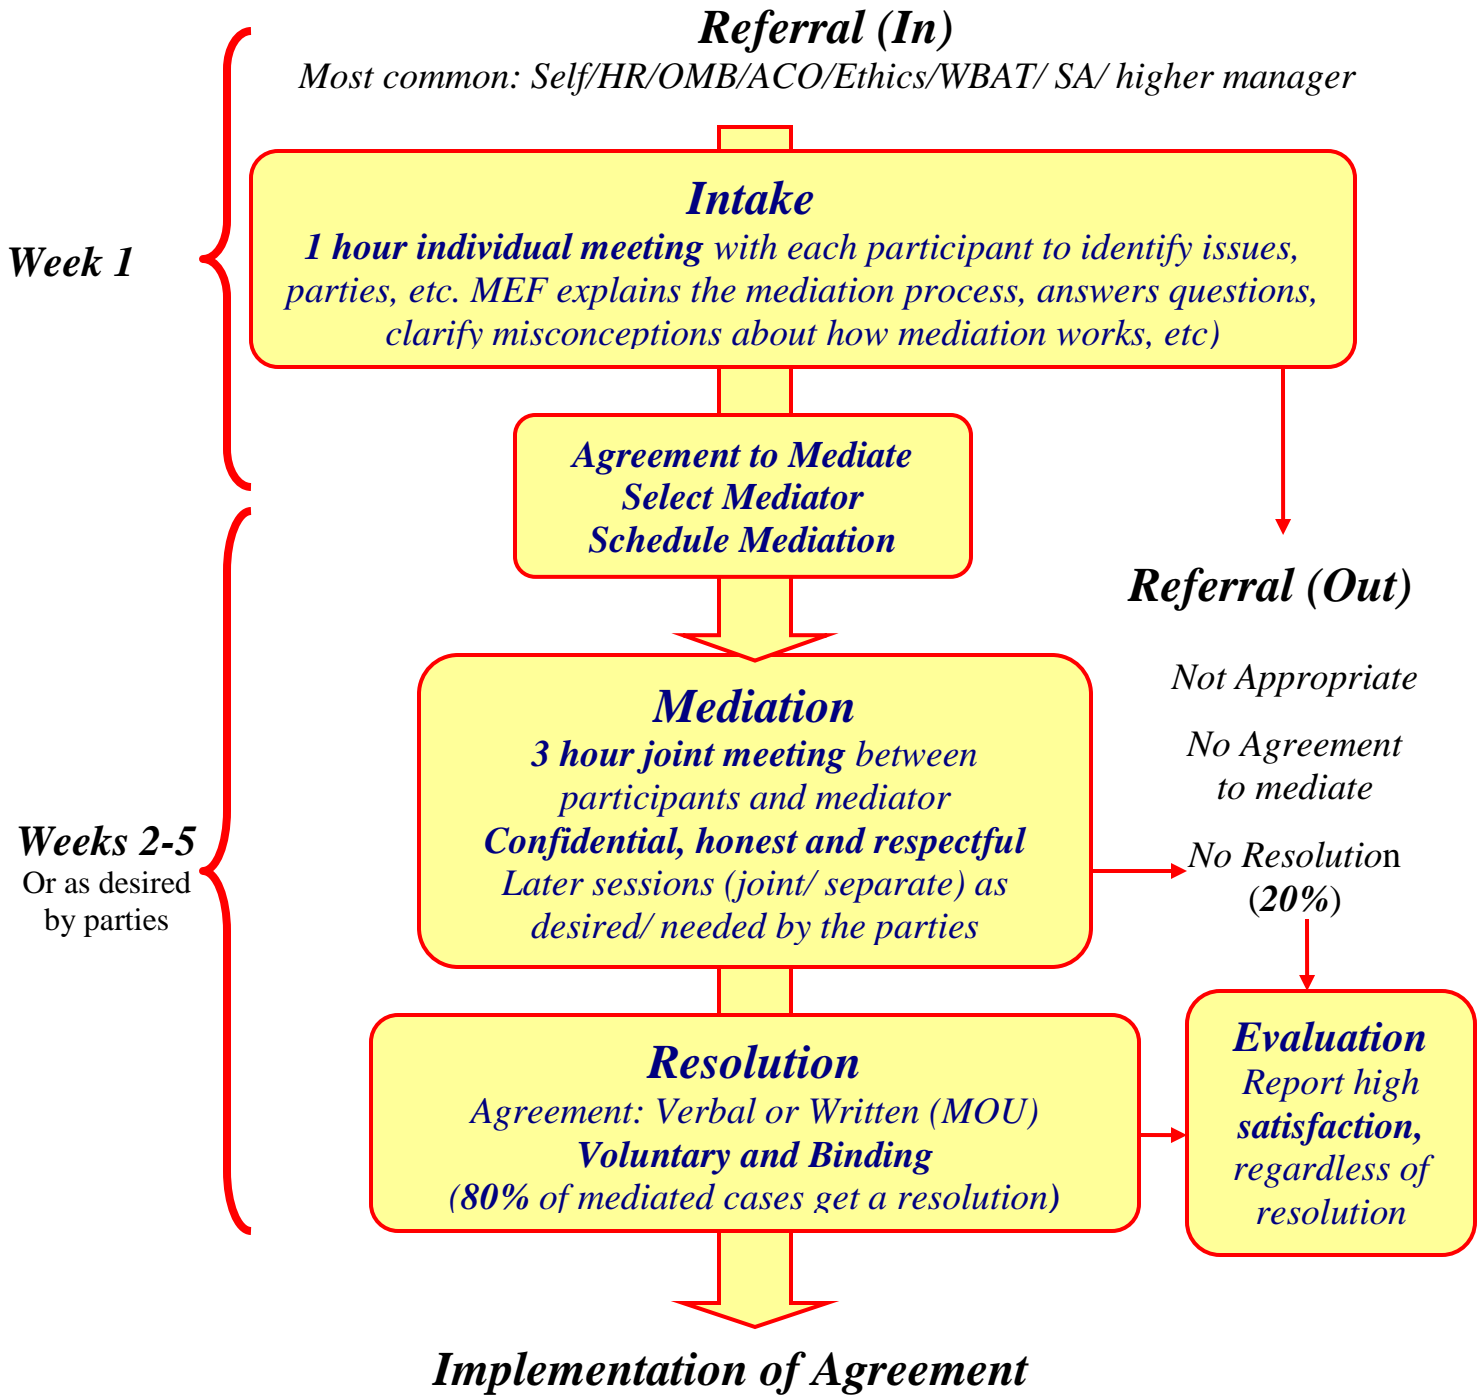 Referral (In)
Most common: Self/HR/OMB/ACO/Ethics/WBAT/ SA/ higher manager
Week 1
Intake
1 hour individual meeting with each participant to identify issues,
parties, etc. MEF explains the mediation process, answers questions,
clarify misconceptions about how mediation works, etc)
Agreement to Mediate
Select Mediator
Schedule Mediation
Referral (Out)
Not Appropriate
No Agreement
to mediate
No Resolution
(20%)
Weeks 2-5
Or as desired
by parties
Mediation
3 hour joint meeting between
participants and mediator
Confidential, honest and respectful
Later sessions (joint/ separate) as
desired/ needed by the parties
Resolution
Agreement: Verbal or Written (MOU)
Voluntary and Binding
(80% of mediated cases get a resolution)
Evaluation
Report high
satisfaction,
regardless of
resolution
Implementation of Agreement